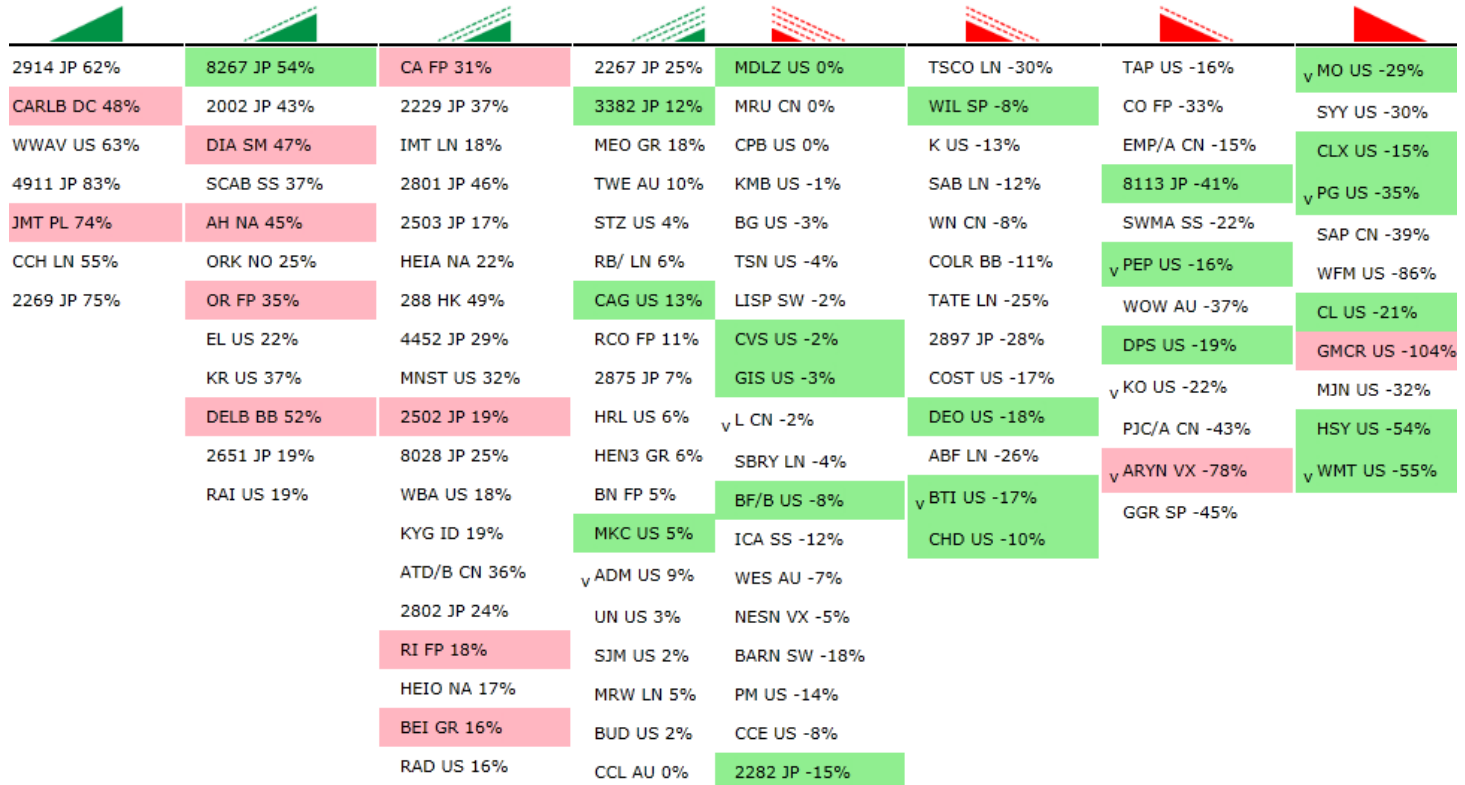 2914 JP 62%
CARLB DC 48%
WWAV US 63%
4911 JP 83%
JMT PL 74%
CCH LN 55%
2269 JP 75%
8267 JP 54%
2002 JP 43%
DIA SM 47%
SCAB SS 37%
AH NA 45%
ORK NO 25%
OR FP 35%
EL US 22%
KR US 37%
DELB BB 52%
2651 JP 19%
RAI US 19%
CA FP 31%
2229 JP 37%
IMT LN 18%
2801 JP 46%
2503 JP 17%
HEIA NA 22%
288 HK 49%
4452 JP 29%
MNST US 32%
2502 JP 19%
8028 JP 25%
WBA US 18%
KYG ID 19%
ATD/B CN 36%
2802 JP 24%
RI FP 18%
HEIO NA 17%
BEI GR 16%
RAD US 16%
2267 JP 25%
3382 JP 12%
MEO GR 18%
TWE AU 10%
STZ US 4%
RB/ LN 6%
CAG US 13%
RCO FP 11%
2875 JP 7%
HRL US 6%
HEN3 GR 6%
BN FP 5%
MKC US 5%
v ADM US 9%
UN US 3%
SJM US 2%
MRW LN 5%
BUD US 2%
CCL AU 0%
MDLZ US 0%
MRU CN 0%
CPB US 0%
KMB US -1%
BG US -3%
TSN US -4%
LISP SW -2%
CVS US -2%
GIS US -3%
v L CN -2%
SBRY LN -4%
BF/B US -8%
ICA SS -12%
WES AU -7%
NESN VX -5%
BARN SW -18%
PM US -14%
CCE US -8%
2282 JP -15%
TSCO LN -30%
WIL SP -8%
K US -13%
SAB LN -12%
WN CN -8%
COLR BB -11%
TATE LN -25%
2897 JP -28%
COST US -17%
DEO US -18%
ABF LN -26%
v BTI US -17%
CHD US -10%
TAP US -16%
CO FP -33%
EMP/A CN -15%
8113 JP -41%
SWMA SS -22%
v PEP US -16%
WOW AU -37%
DPS US -19%
v KO US -22%
PJC/A CN -43%
v ARYN VX -78%
GGR SP -45%
v MO US -29%
SYY US -30%
CLX US -15%
v PG US -35%
SAP CN -39%
WFM US -86%
CL US -21%
GMCR US -104%
MJN US -32%
HSY US -54%
v WMT US -55%